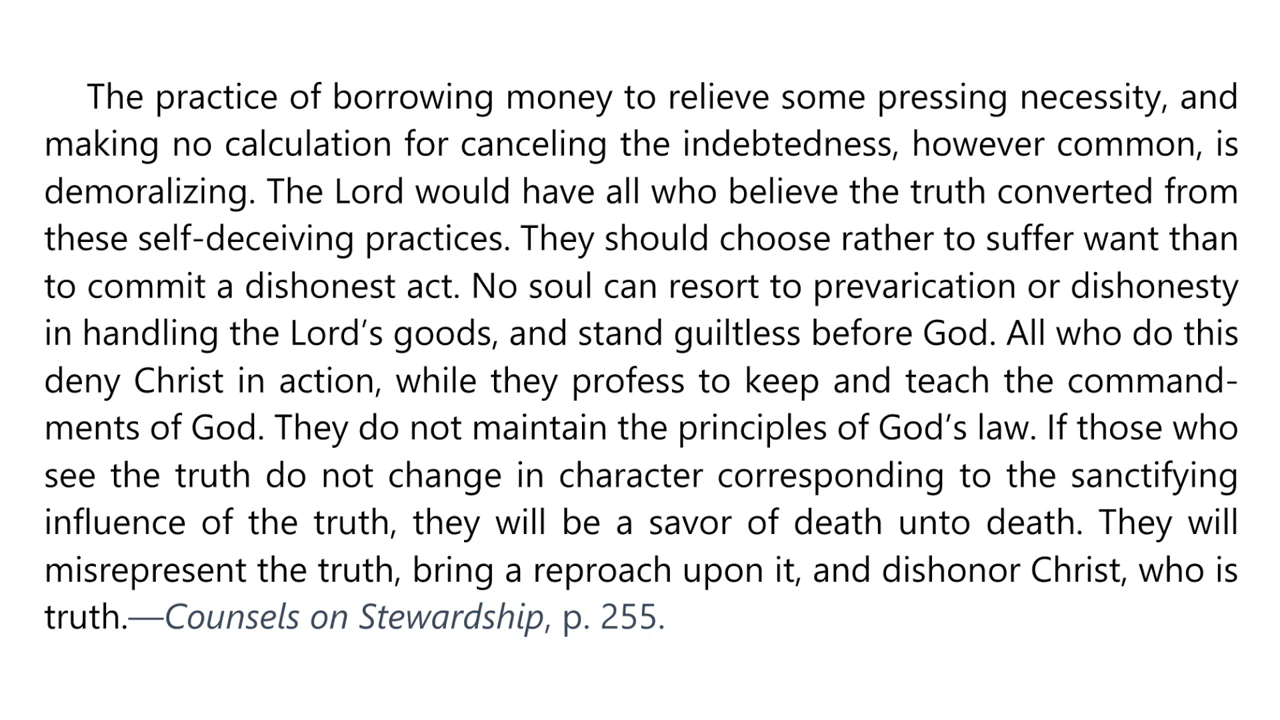 The practice of borrowing money to relieve some pressing necessity, and
making no calculation for canceling the indebtedness, however common, is
demoralizing. The Lord would have all who believe the truth converted from
these self-deceiving practices. They should choose rather to suffer want than
to commit a dishonest act. No soul can resort to prevarication or dishonesty
in handling the Lord’s goods, and stand guiltless before God. All who do this
deny Christ in action, while they profess to keep and teach the command-
ments of God. They do not maintain the principles of God’s law. If those who
see the truth do not change in character corresponding to the sanctifying
influence of the truth, they will be a savor of death unto death. They will
misrepresent the truth, bring a reproach upon it, and dishonor Christ, who is
truth.—Counsels on Stewardship, p. 255.